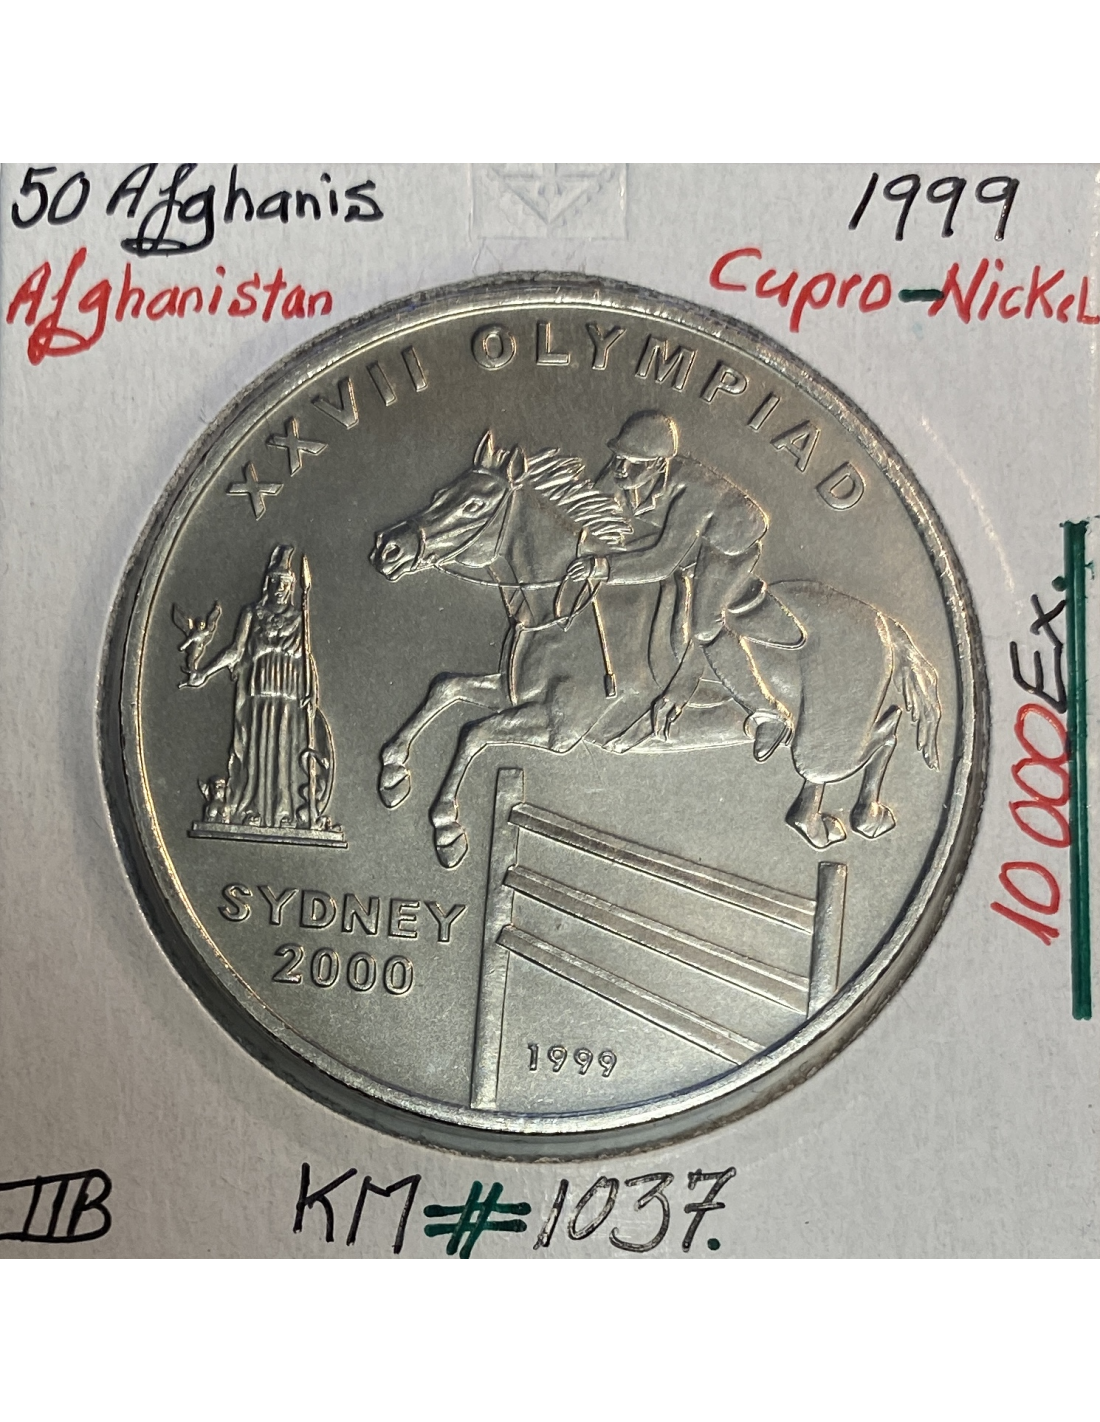 50 Afghanis
1999
Afghanistan
Cupro-Nickel
XXVII OLYMPIAD
10 000 Ex.
SYDNEY
2000
1999
IIB
KM#1037.